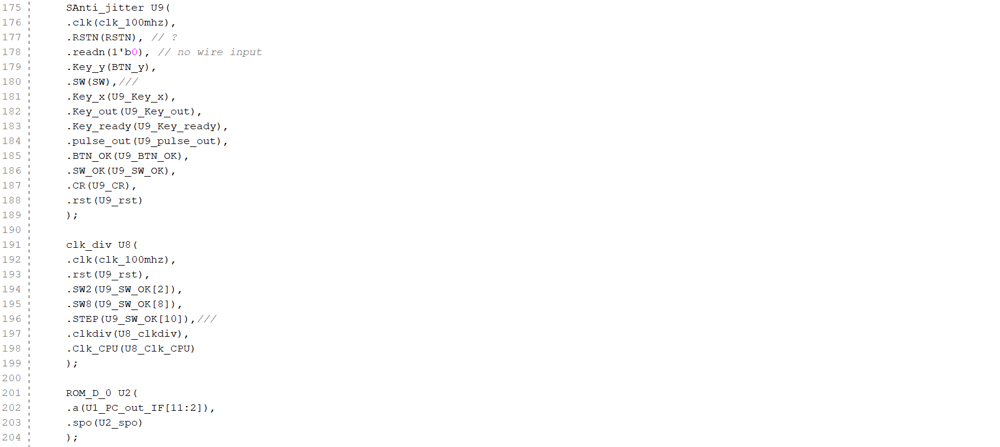 175 SAnti_jitter U9(
176 .clk(clk_100mhz),
177 .RSTN(RSTN), // ?
178 .readn(1'b0), // no wire input
179 .Key_y(BTN_y),
180 .SW(SW),///
181 .Key_x(U9_Key_x),
182 .Key_out(U9_Key_out),
183 .Key_ready(U9_Key_ready),
184 .pulse_out(U9_pulse_out),
185 .BTN_OK(U9_BTN_OK),
186 .SW_OK(U9_SW_OK),
187 .CR(U9_CR),
188 .rst(U9_rst)
189 );
190
191 clk_div U8(
192 .clk(clk_100mhz),
193 .rst(U9_rst),
194 .SW2(U9_SW_OK[2]),
195 .SW8(U9_SW_OK[8]),
196 .STEP(U9_SW_OK[10]),///
197 .clkdiv(U8_clkdiv),
198 .Clk_CPU(U8_Clk_CPU)
199 );
200
201 ROM_D_0 U2(
202 .a(U1_PC_out_IF[11:2]),
203 .spo(U2_spo)
204 );